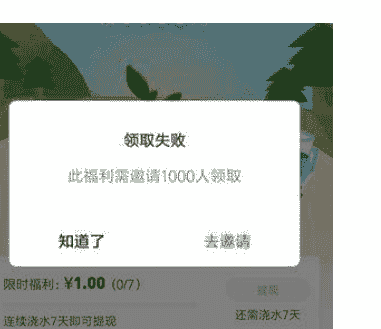 领取失败
此福利需邀请1000人领取
知道了
去邀请
限时福利：¥1.00 (0/7)
提现
连续浇水7天即可提现
还需浇水7天